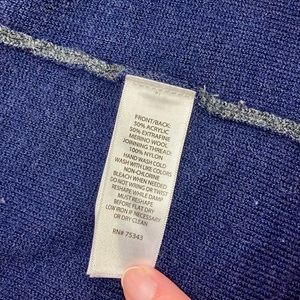 FRONT/BACK:
50% ACRYLIC
50% EXTRAFINE
MERINO WOOL
JOINNING THREAD:
100% NYLON
HAND WASH COLD
WASH WITH LIKE COLORS
NON-CHLORINE
BLEACH WHEN NEEDED
DO NOT WRING OR TWIST
RESHAPE WHILE DAMP
MUST RESHAPE
BEFORE FLAT DRY
LOW IRON IF NECESSARY
OR DRY CLEAN
RN# 75343